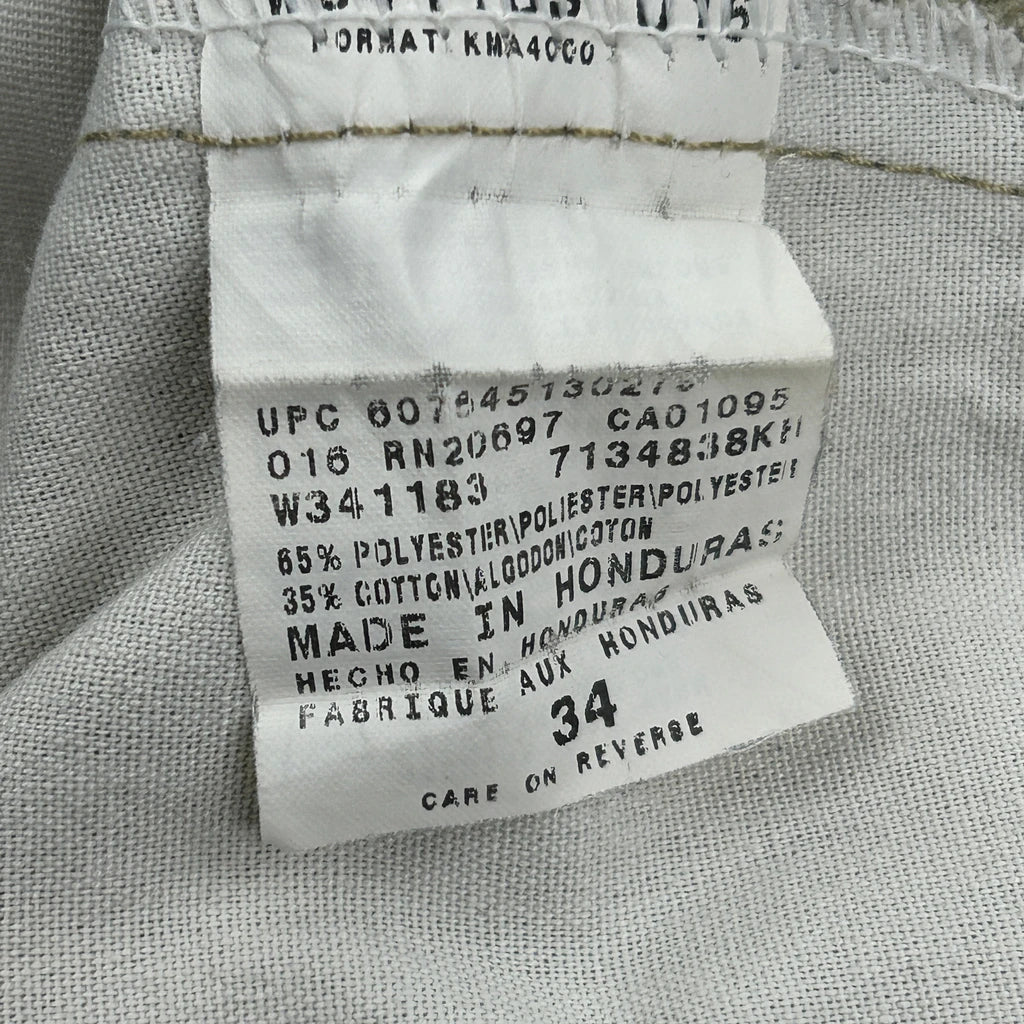 FORMAT: KMA4000
UPC
016 RN20697 CA01095
W341183 7134838KH
65% POLYESTER\POLIESTER\POLYESTER
35% COTTON\ALGODON\COTON
MADE IN HONDURAS
HECHO EN HONDURAS
FABRIQUE AUX HONDURAS
34
CARE ON REVERSE